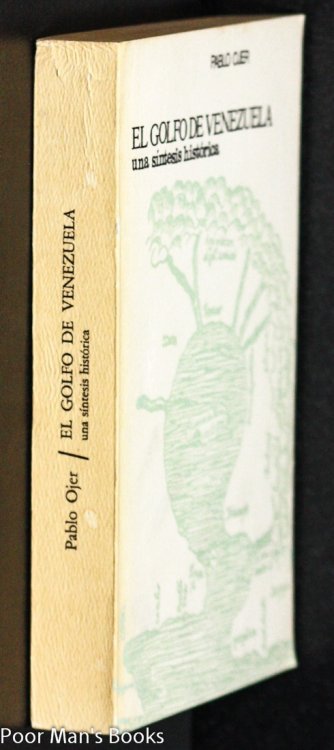 PABLO OJER
EL GOLFO DE VENEZUELA
una síntesis histórica
Pablo Ojer / EL GOLFO DE VENEZUELA
una síntesis histórica
Poor Man's Books